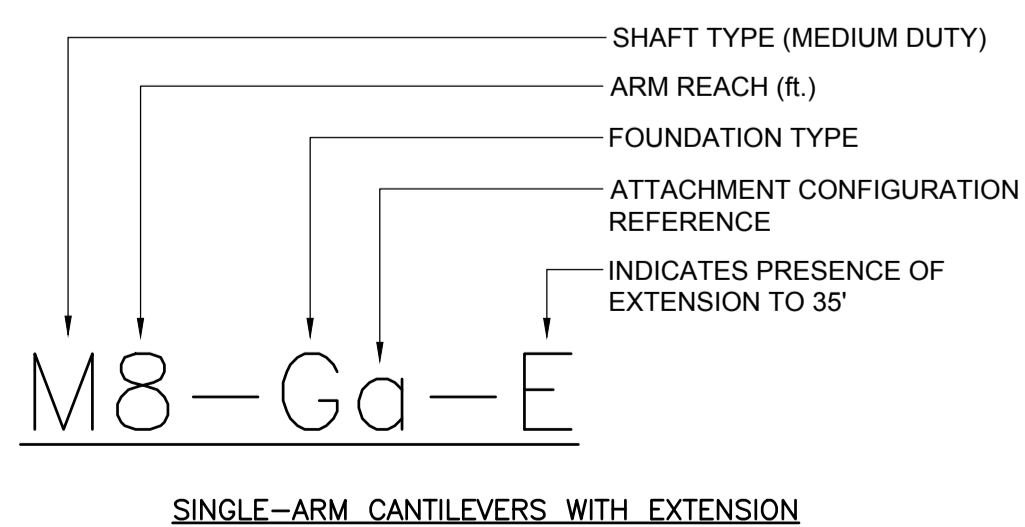 SHAFT TYPE (MEDIUM DUTY)
ARM REACH (ft.)
FOUNDATION TYPE
ATTACHMENT CONFIGURATION
REFERENCE
INDICATES PRESENCE OF
EXTENSION TO 35'
M8-Ga-E
SINGLE-ARM CANTILEVERS WITH EXTENSION